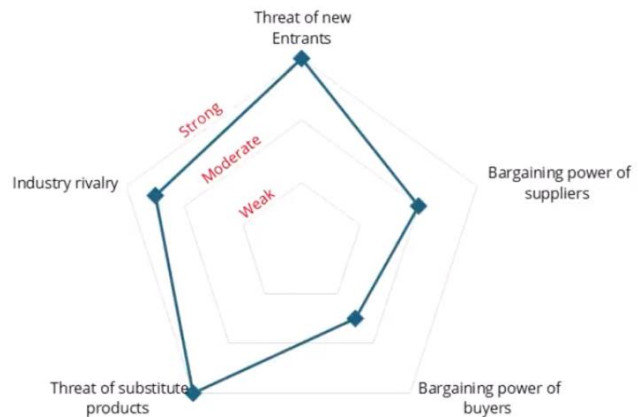 Threat of new
Entrants
Strong
Moderate
Weak
Industry rivalry
Bargaining power of
suppliers
Threat of substitute
products
Bargaining power of
buyers